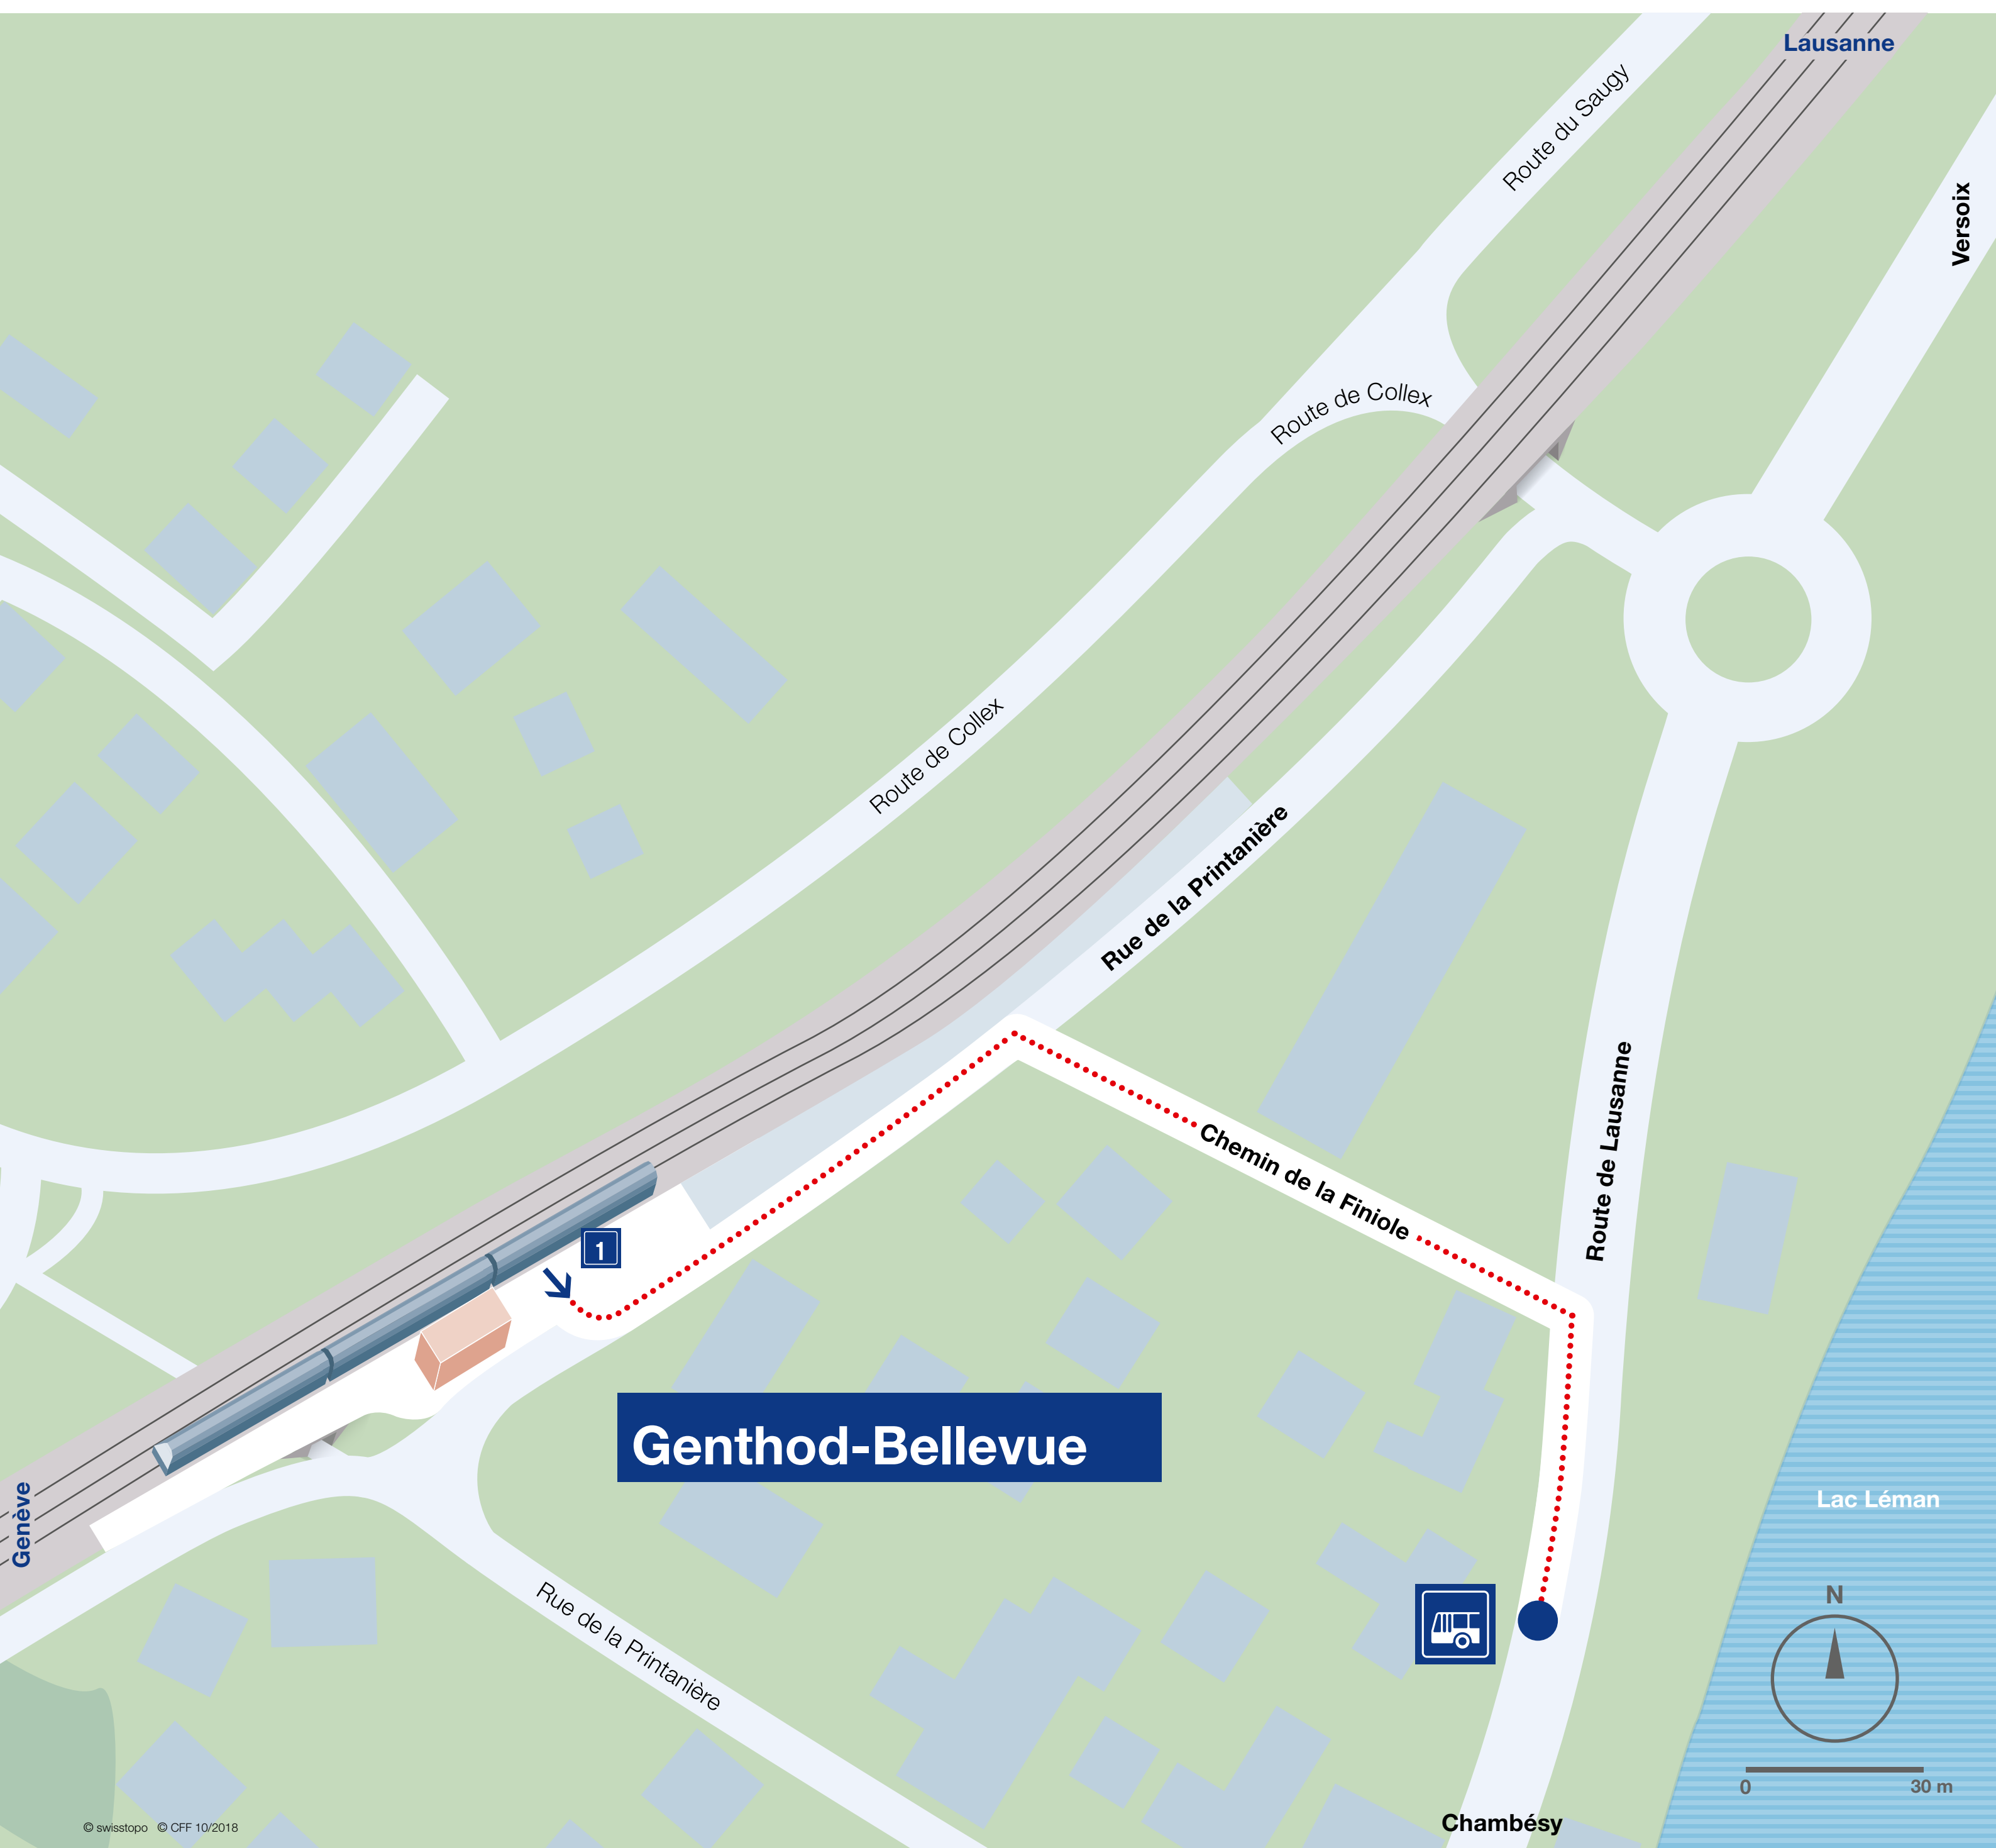 Lausanne
Route du Saugy
Versoix
Route de Collex
Route de Collex
Rue de la Printanière
Route de Lausanne
Chemin de la Finiole
1
Genthod-Bellevue
Genève
Lac Léman
Rue de la Printanière
N
0 30 m
Chambésy
© swisstopo © CFF 10/2018